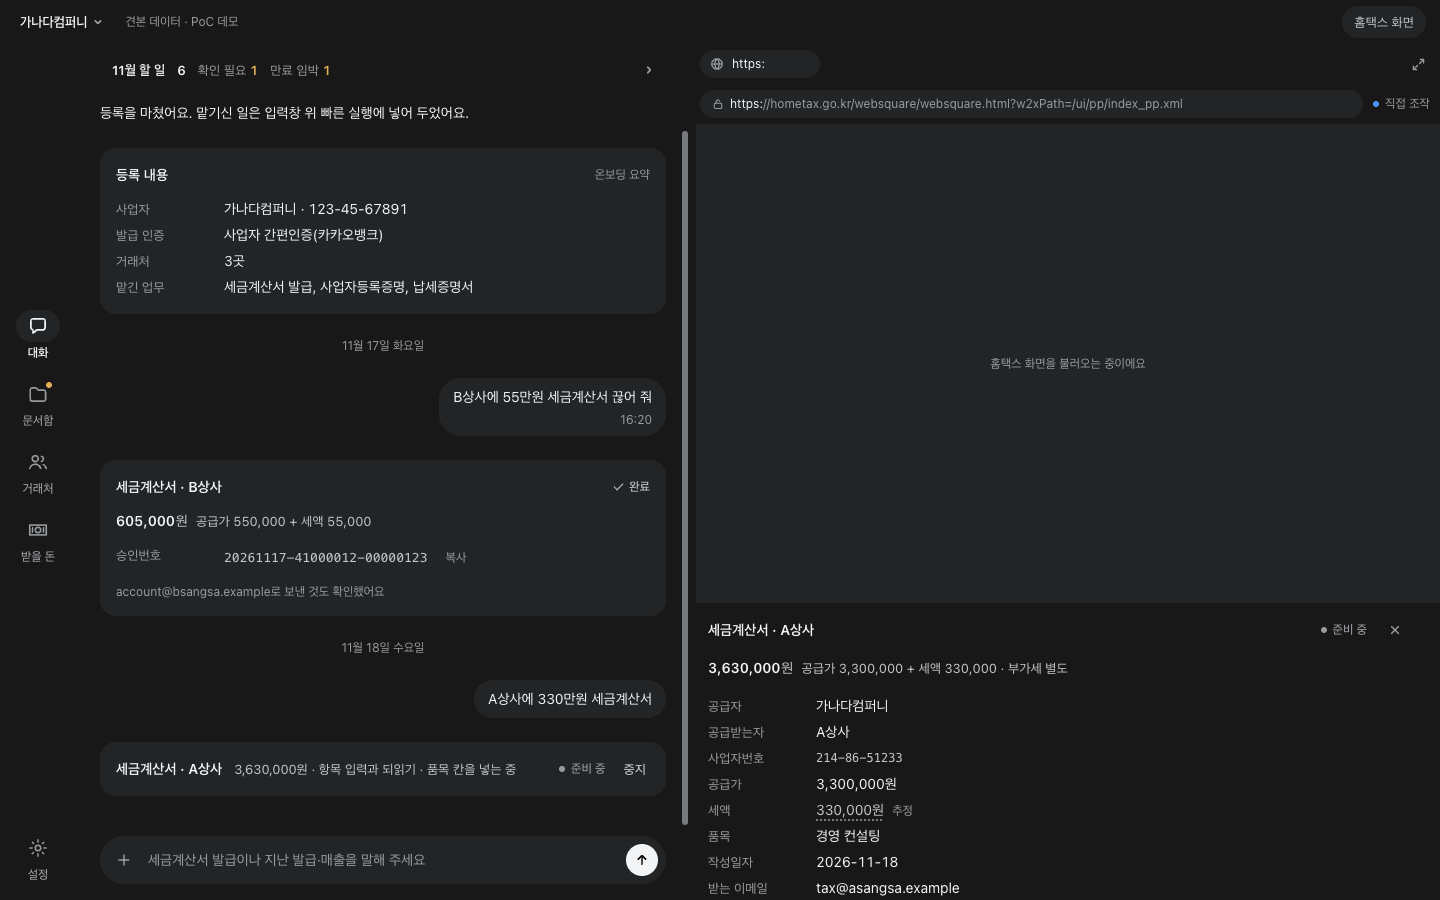 가나다컴퍼니
견본 데이터 · PoC 데모
홈택스 화면
11월 할 일 6 확인 필요 1 만료 임박 1
등록을 마쳤어요. 맡기신 일은 입력창 위 빠른 실행에 넣어 두었어요.
등록 내용
온보딩 요약
사업자 가나다컴퍼니 · 123-45-67891
발급 인증 사업자 간편인증(카카오뱅크)
거래처 3곳
맡긴 업무 세금계산서 발급, 사업자등록증명, 납세증명서
11월 17일 화요일
B상사에 55만원 세금계산서 끊어 줘
16:20
세금계산서 · B상사
완료
605,000원 공급가 550,000 + 세액 55,000
승인번호 20261117-41000012-00000123 복사
account@bsangsa.example로 보낸 것도 확인했어요
11월 18일 수요일
A상사에 330만원 세금계산서
세금계산서 · A상사 3,630,000원 · 항목 입력과 되읽기 · 품목 칸을 넣는 중
준비 중
중지
세금계산서 발급이나 지난 발급·매출을 말해 주세요
대화
문서함
거래처
받을 돈
설정
https:
https://hometax.go.kr/websquare/websquare.html?w2xPath=/ui/pp/index_pp.xml
직접 조작
홈택스 화면을 불러오는 중이에요
세금계산서 · A상사
준비 중
3,630,000원 공급가 3,300,000 + 세액 330,000 · 부가세 별도
공급자 가나다컴퍼니
공급받는자 A상사
사업자번호 214-86-51233
공급가 3,300,000원
세액 330,000원 추정
품목 경영 컨설팅
작성일자 2026-11-18
받는 이메일 tax@asangsa.example